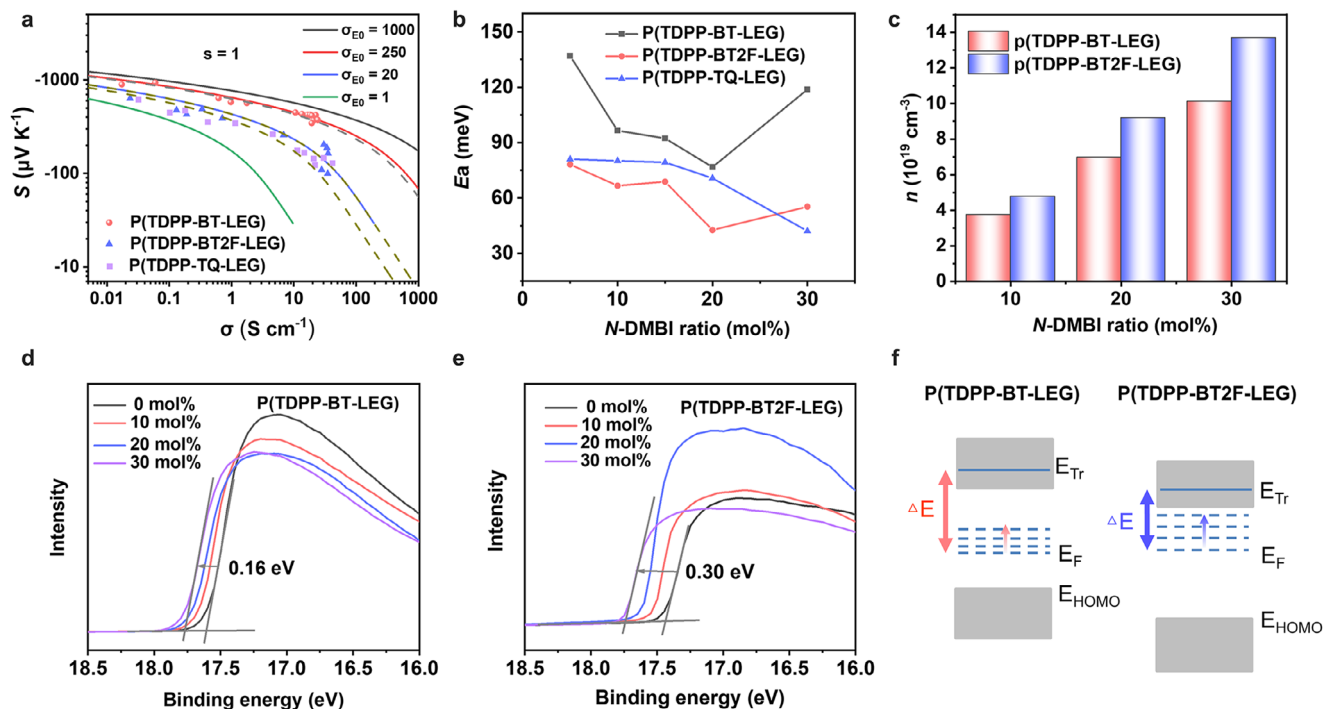 a
-1000
-100
-10
S (µV K⁻¹)
s = 1
σE0 = 1000
σE0 = 250
σE0 = 20
σE0 = 1
P(TDPP-BT-LEG)
P(TDPP-BT2F-LEG)
P(TDPP-TQ-LEG)
0.01 0.1 1 10 100 1000
σ (S cm⁻¹)
b
150
120
90
60
30
Ea (meV)
P(TDPP-BT-LEG)
P(TDPP-BT2F-LEG)
P(TDPP-TQ-LEG)
0 10 20 30
N-DMBI ratio (mol%)
c
14
12
10
8
6
4
2
0
n (10¹⁹ cm⁻³)
p(TDPP-BT-LEG)
p(TDPP-BT2F-LEG)
10 20 30
N-DMBI ratio (mol%)
d
Intensity
0 mol%
10 mol%
20 mol%
30 mol%
P(TDPP-BT-LEG)
0.16 eV
18.5 18.0 17.5 17.0 16.5 16.0
Binding energy (eV)
e
Intensity
0 mol%
10 mol%
20 mol%
30 mol%
P(TDPP-BT2F-LEG)
0.30 eV
18.5 18.0 17.5 17.0 16.5 16.0
Binding energy (eV)
f
P(TDPP-BT-LEG)
ETr
△E
EF
EHOMO
P(TDPP-BT2F-LEG)
ETr
△E
EF
EHOMO